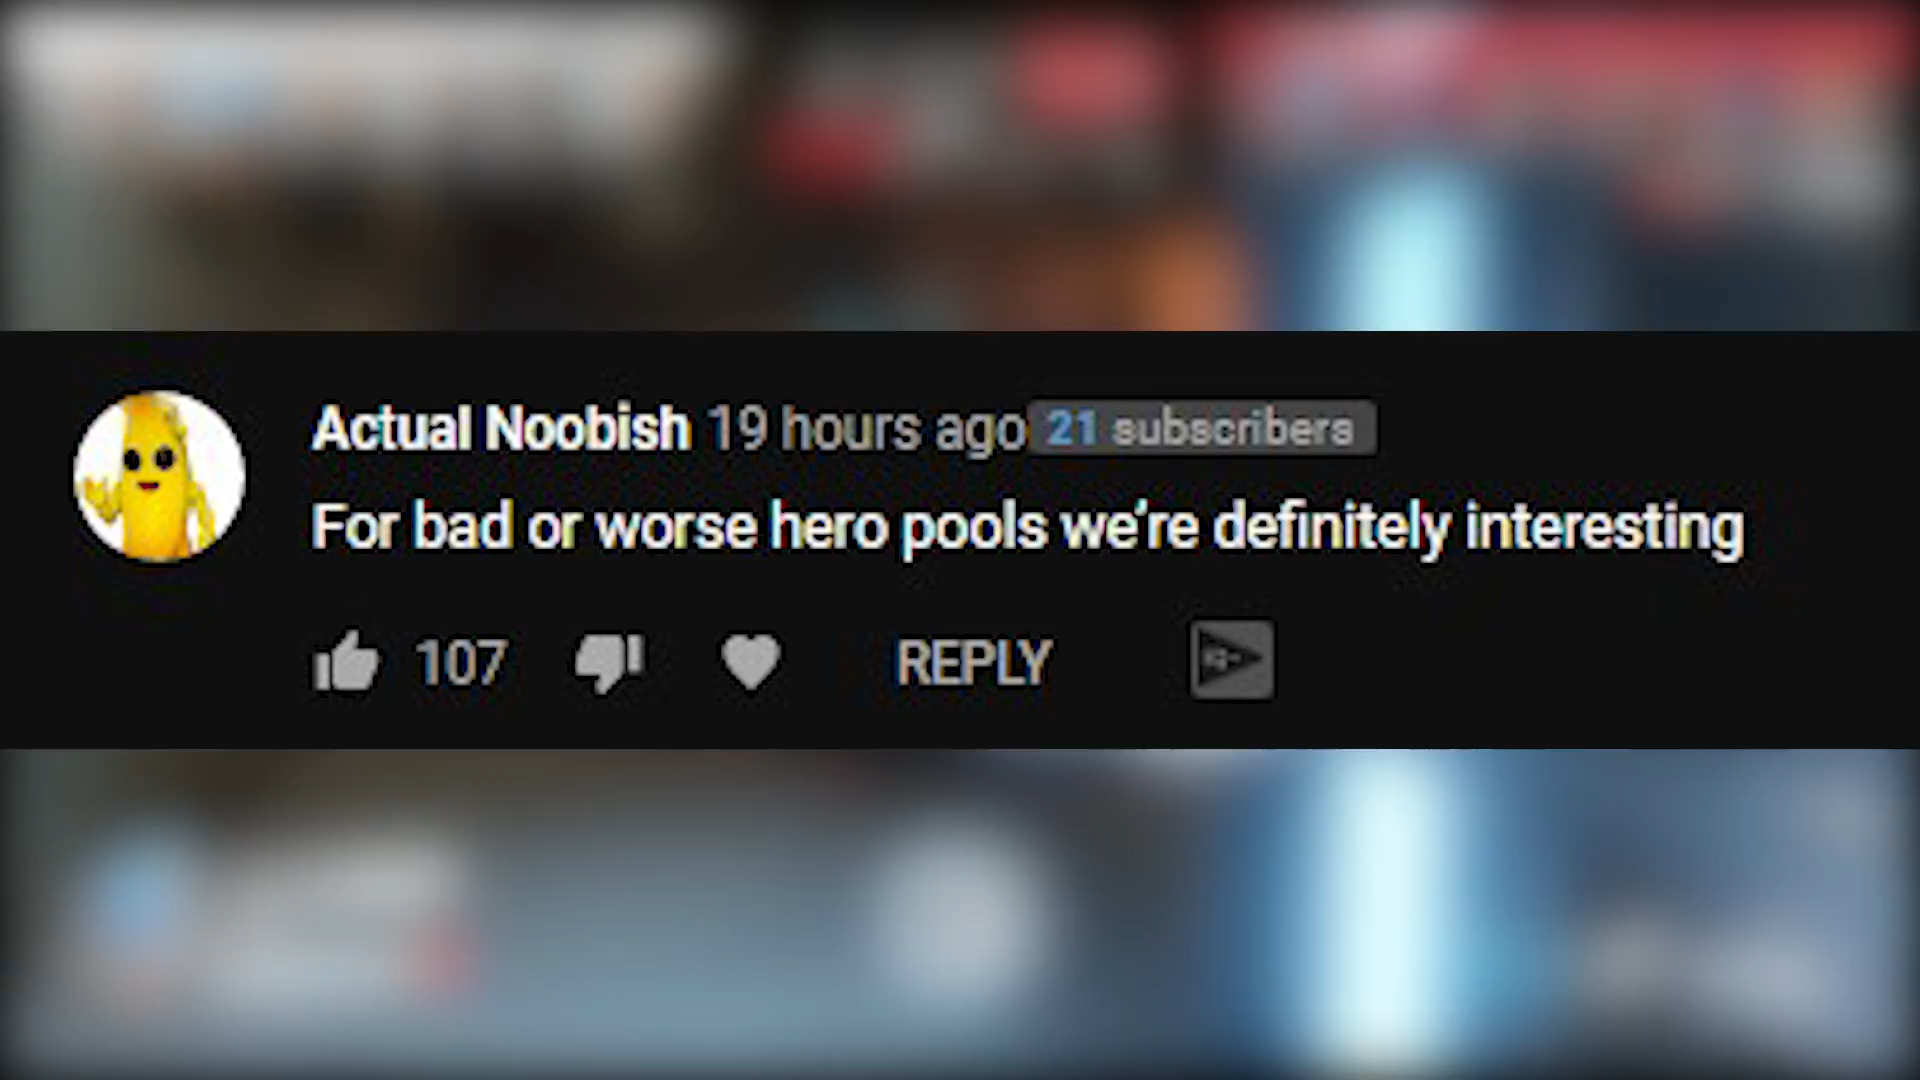 Actual Noobish 19 hours ago 21 subscribers
For bad or worse hero pools we're definitely interesting
107 REPLY